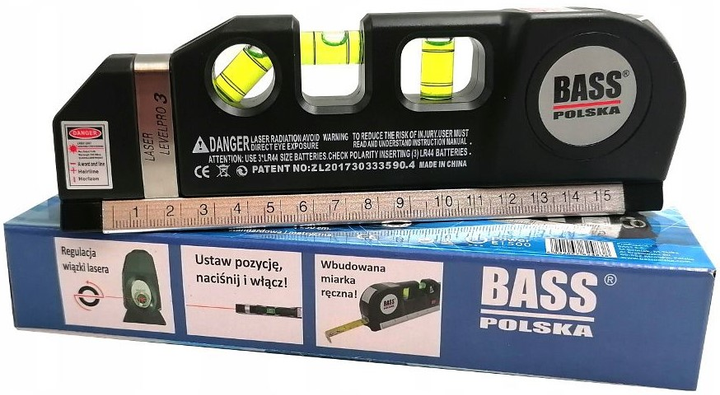 BASS®
POLSKA
LASER
LEVELPRO 3
DANGER
DANGER LASER RADIATION AVOID WARNING TO REDUCE THE RISK OF INJURY.USER MUST
DIRECT EYE EXPOSURE READ AND UNDERSTAND INSTRUCTION MANUAL .
ATTENTION: USE 3*LR44 SIZE BATTERIES.CHECK POLARITY INSERTING (3) LR44 BATTERIES .
CE PATENT NO:ZL201730333590.4 MADE IN CHINA
1 2 3 4 5 6 7 8 9 10 11 12 13 14 15
Regulacja
wiązki lasera
Ustaw pozycję,
naciśnij i włącz!
Wbudowana
miarka
ręczna!
BASS®
POLSKA